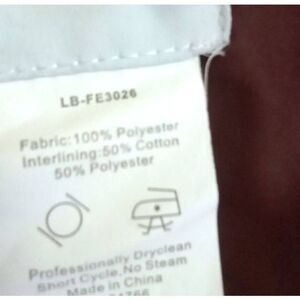 LB-FE3026
Fabric:100% Polyester
Interlining:50% Cotton
50% Polyester
Professionally Dryclean
Short Cycle,No Steam
Made in China